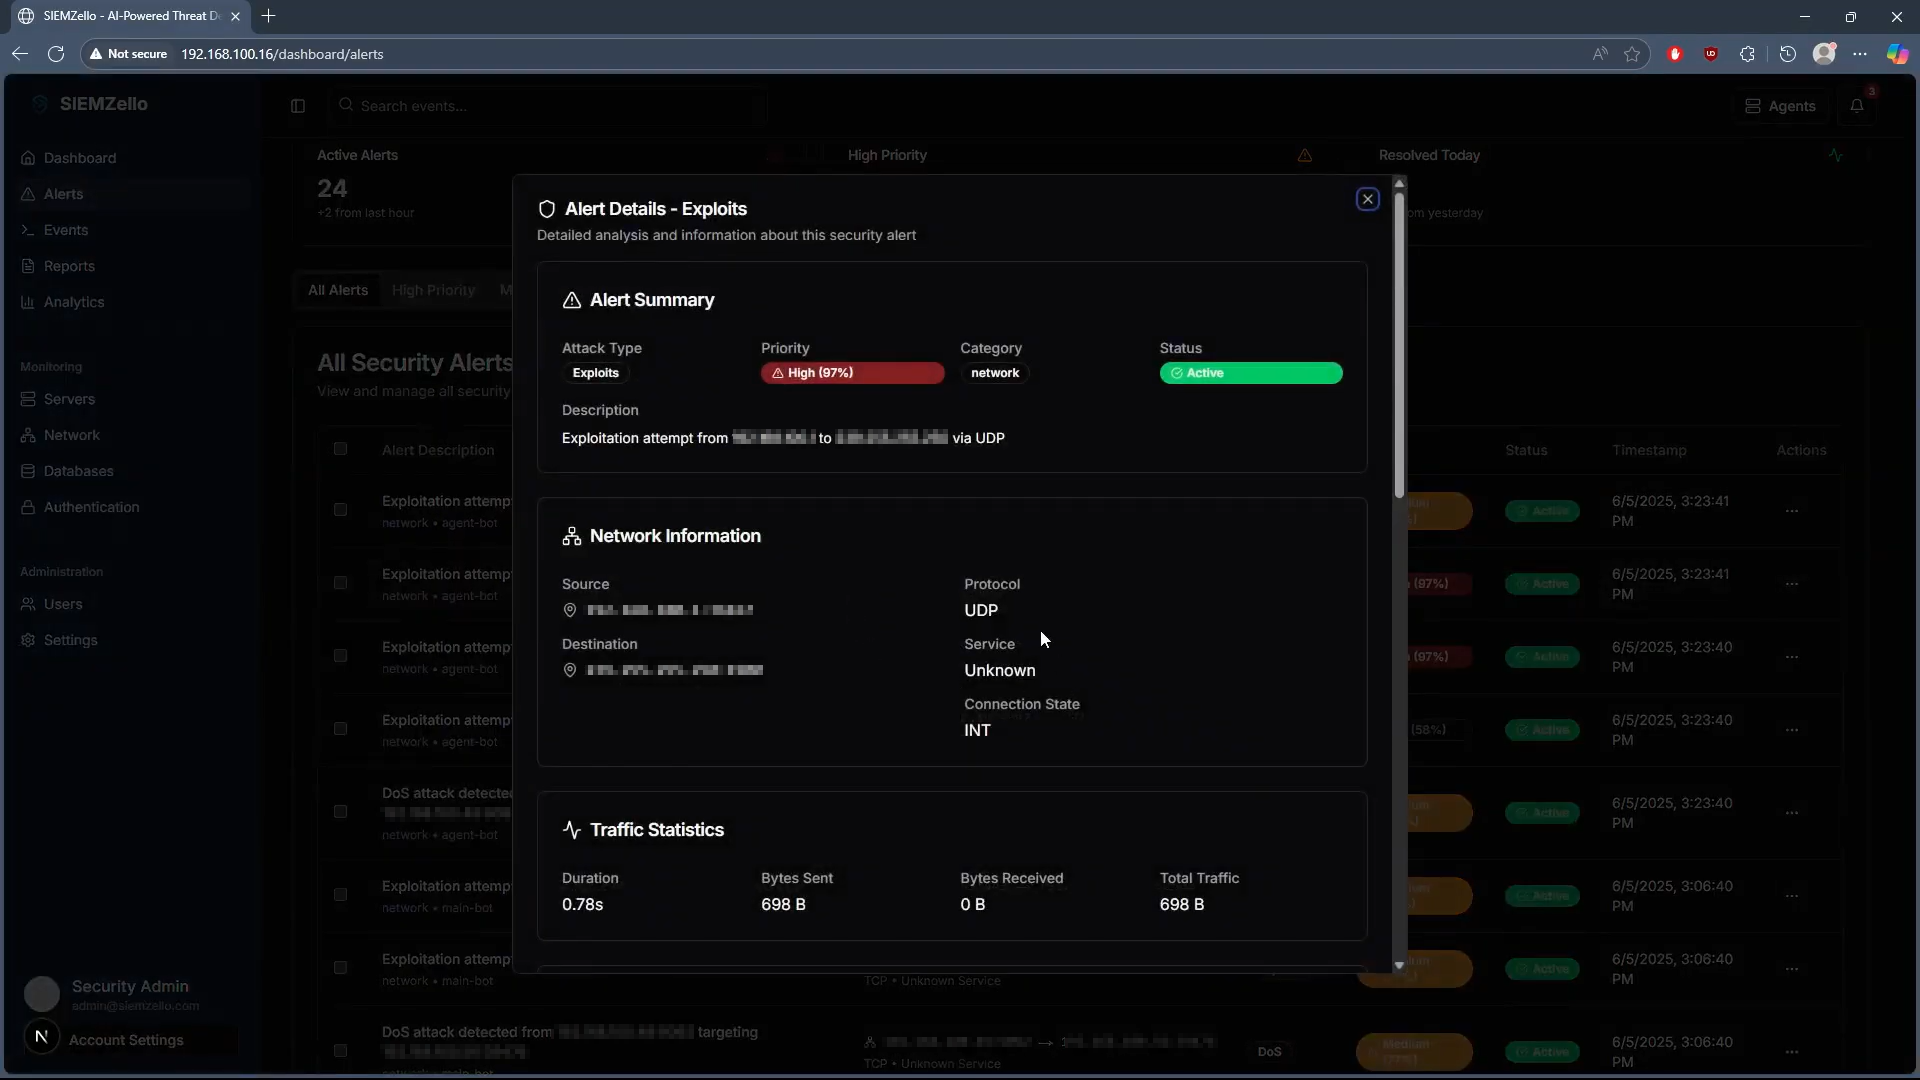 SIEMZello - AI-Powered Threat D
Not secure 192.168.100.16/dashboard/alerts
SIEMZello
Search events...
Agents
3
Dashboard
Alerts
Events
Reports
Analytics
Monitoring
Servers
Network
Databases
Authentication
Administration
Users
Settings
Security Admin
admin@siemzello.com
N
Account Settings
Active Alerts
24
+2 from last hour
High Priority
Resolved Today
om yesterday
All Alerts High Priority M
All Security Alerts
View and manage all security
Alert Details - Exploits
Detailed analysis and information about this security alert
Alert Summary
Attack Type Priority Category Status
Exploits High (97%) network Active
Description
Exploitation attempt from to via UDP
Network Information
Source Protocol
UDP
Destination Service
Unknown
Connection State
INT
Traffic Statistics
Duration Bytes Sent Bytes Received Total Traffic
0.78s 698 B 0 B 698 B
Alert Description Status Timestamp Actions
Exploitation attemp Active 6/5/2025, 3:23:41 PM
network • agent-bot
Exploitation attemp (97%) Active 6/5/2025, 3:23:41 PM
network • agent-bot
Exploitation attemp (97%) Active 6/5/2025, 3:23:40 PM
network • agent-bot
Exploitation attemp (58%) Active 6/5/2025, 3:23:40 PM
network • agent-bot
DoS attack detected Active 6/5/2025, 3:23:40 PM
network • agent-bot
Exploitation attemp Active 6/5/2025, 3:06:40 PM
network • main-bot
Exploitation attemp Active 6/5/2025, 3:06:40 PM
network • main-bot TCP • Unknown Service
DoS attack detected from targeting DoS Medium Active 6/5/2025, 3:06:40 PM
TCP • Unknown Service